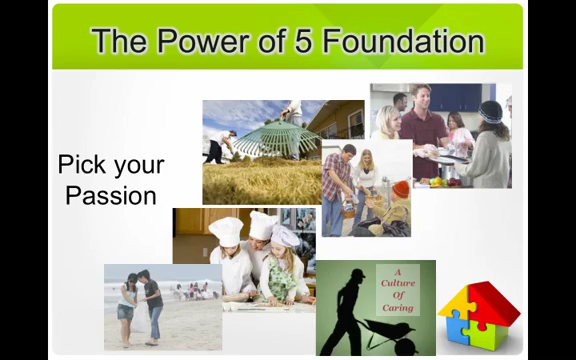 The Power of 5 Foundation
Pick your
Passion
A
Culture
Of
Caring